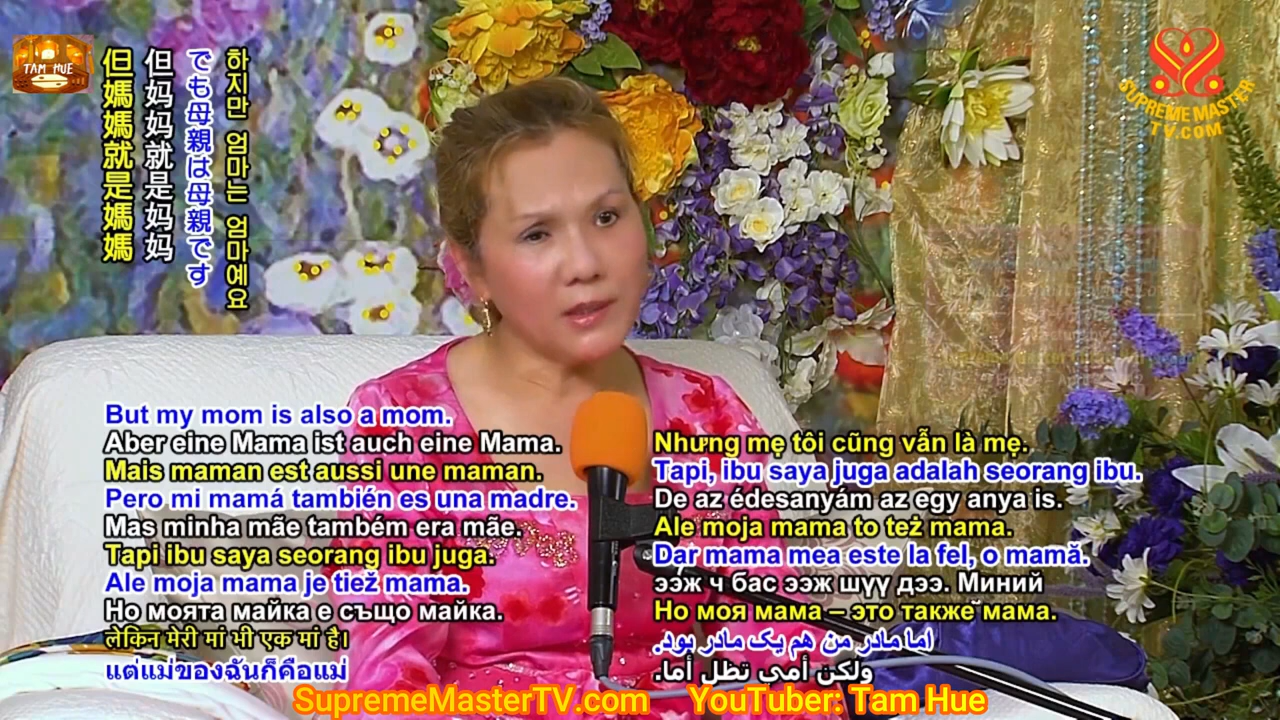 TAM HUE
SUPREME MASTER
TV.COM
하지만 엄마는 엄마예요
でも母親は母親です
但妈妈就是妈妈
但媽媽就是媽媽
But my mom is also a mom.
Aber eine Mama ist auch eine Mama.
Mais maman est aussi une maman.
Pero mi mamá también es una madre.
Mas minha mãe também era mãe.
Tapi ibu saya seorang ibu juga.
Ale moja mama je tiež mama.
Но моята майка е също майка.
लेकिन मेरी मां भी एक मां है।
แต่แม่ของฉันก็คือแม่
Nhưng mẹ tôi cũng vẫn là mẹ.
Tapi, ibu saya juga adalah seorang ibu.
De az édesanyám az egy anya is.
Ale moja mama to też mama.
Dar mama mea este la fel, o mamă.
ээж ч бас ээж шүү дээ. Миний
Но моя мама – это также мама.
اما مادر من هم یک مادر بود.
ولكن أمي تظل أما.
SupremeMasterTV.com YouTuber: Tam Hue